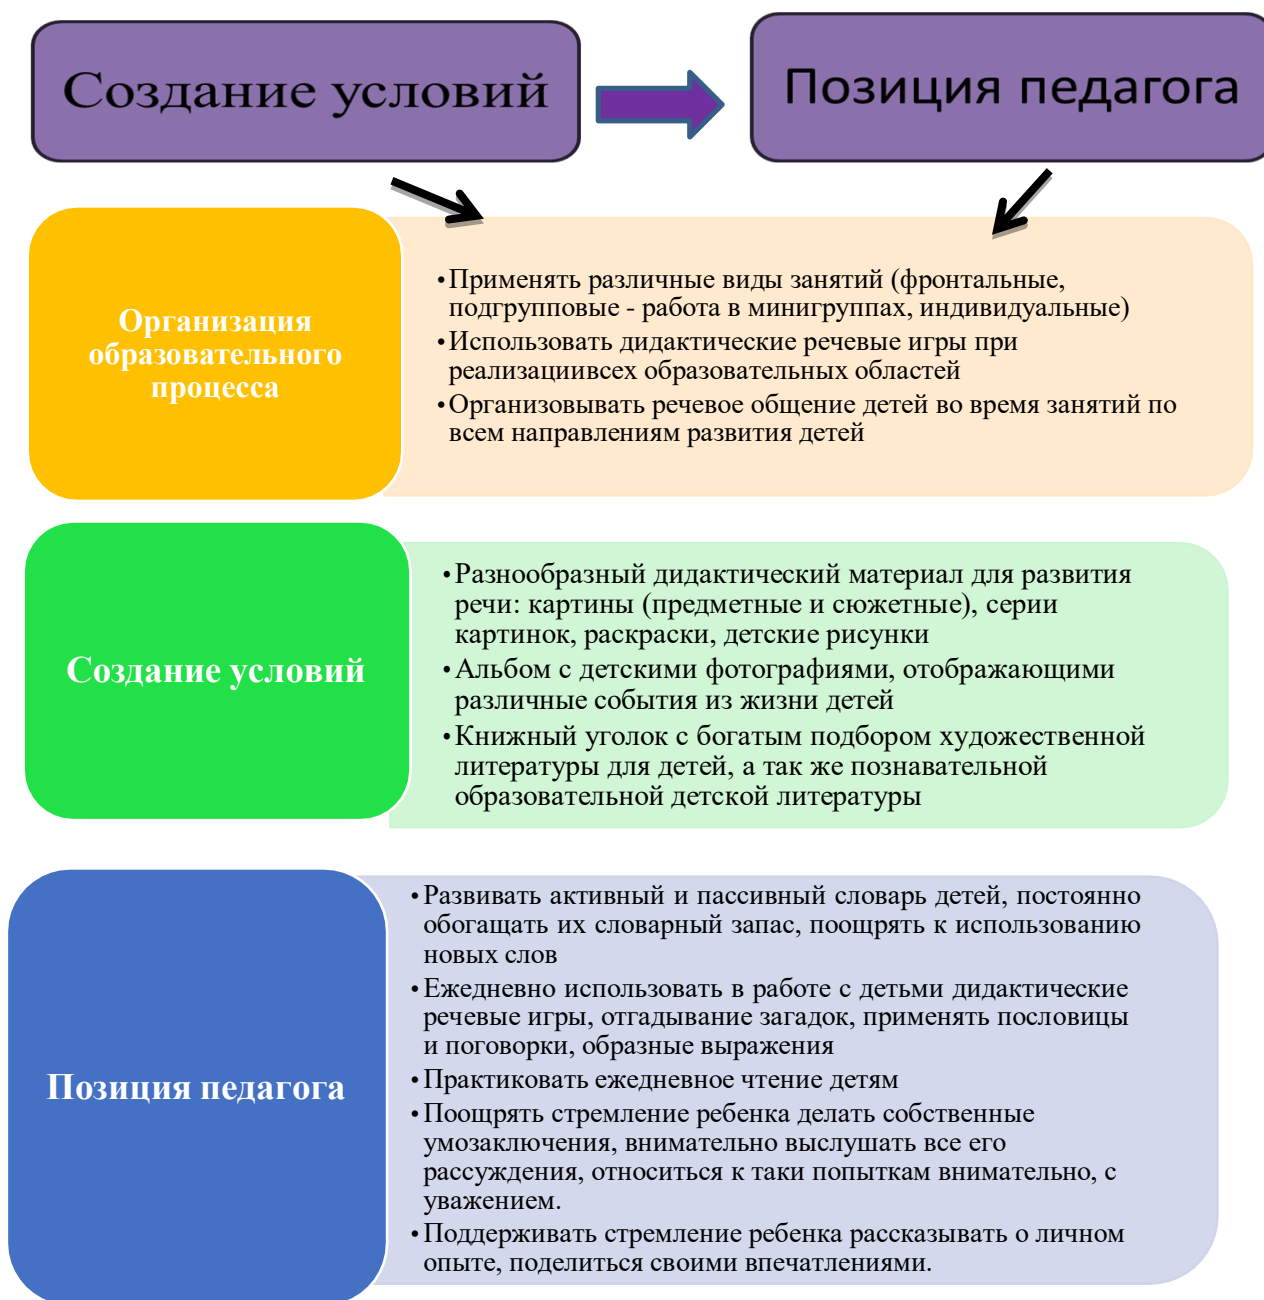 Создание условий
Позиция педагога
Организация
образовательного
процесса
•Применять различные виды занятий (фронтальные,
подгрупповые - работа в минигруппах, индивидуальные)
•Использовать дидактические речевые игры при
реализациивсех образовательных областей
•Организовывать речевое общение детей во время занятий по
всем направлениям развития детей
Создание условий
•Разнообразный дидактический материал для развития
речи: картины (предметные и сюжетные), серии
картинок, раскраски, детские рисунки
•Альбом с детскими фотографиями, отображающими
различные события из жизни детей
•Книжный уголок с богатым подбором художественной
литературы для детей, а так же познавательной
образовательной детской литературы
Позиция педагога
•Развивать активный и пассивный словарь детей, постоянно
обогащать их словарный запас, поощрять к использованию
новых слов
•Ежедневно использовать в работе с детьми дидактические
речевые игры, отгадывание загадок, применять пословицы
и поговорки, образные выражения
•Практиковать ежедневное чтение детям
•Поощрять стремление ребенка делать собственные
умозаключения, внимательно выслушать все его
рассуждения, относиться к таки попыткам внимательно, с
уважением.
•Поддерживать стремление ребенка рассказывать о личном
опыте, поделиться своими впечатлениями.